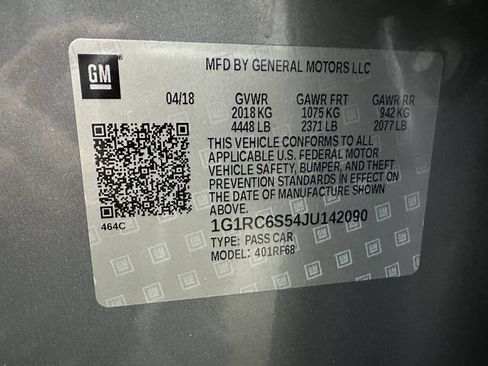 GM
MFD BY GENERAL MOTORS LLC
04/18 GVWR GAWR FRT GAWR RR
2018 KG 1075 KG 942 KG
4448 LB 2371 LB 2077 LB
THIS VEHICLE CONFORMS TO ALL
APPLICABLE U.S. FEDERAL MOTOR
VEHICLE SAFETY, BUMPER, AND THEFT
PREVENTION STANDARDS IN EFFECT ON
THE DATE OF MANUFACTURE SHOWN
ABOVE.
464C
1G1RC6S54JU142090
TYPE: PASS CAR
MODEL: 401RF68